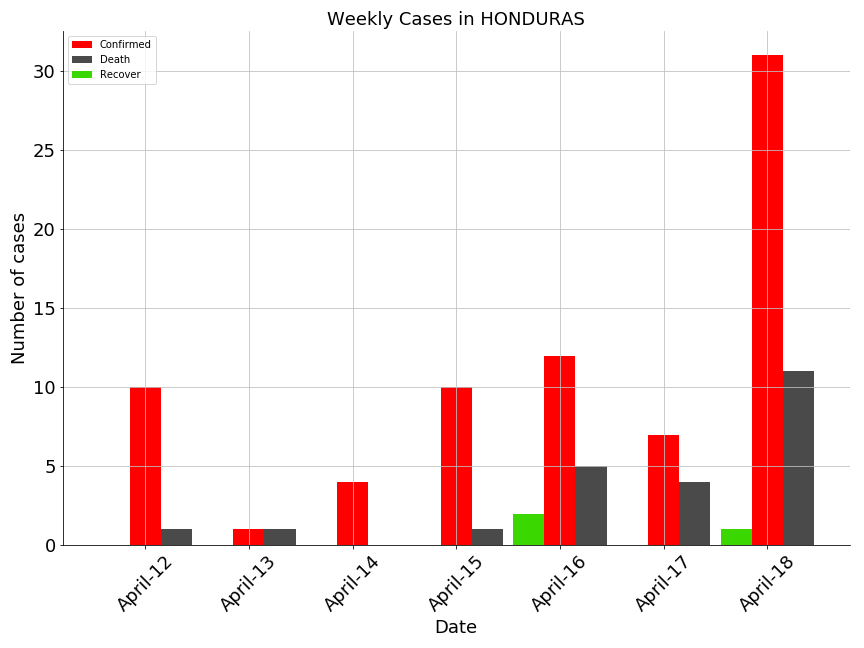 Weekly Cases in HONDURAS
Confirmed
Death
Recover
Number of cases
30
25
20
15
10
5
0
April-12
April-13
April-14
April-15
April-16
April-17
April-18
Date